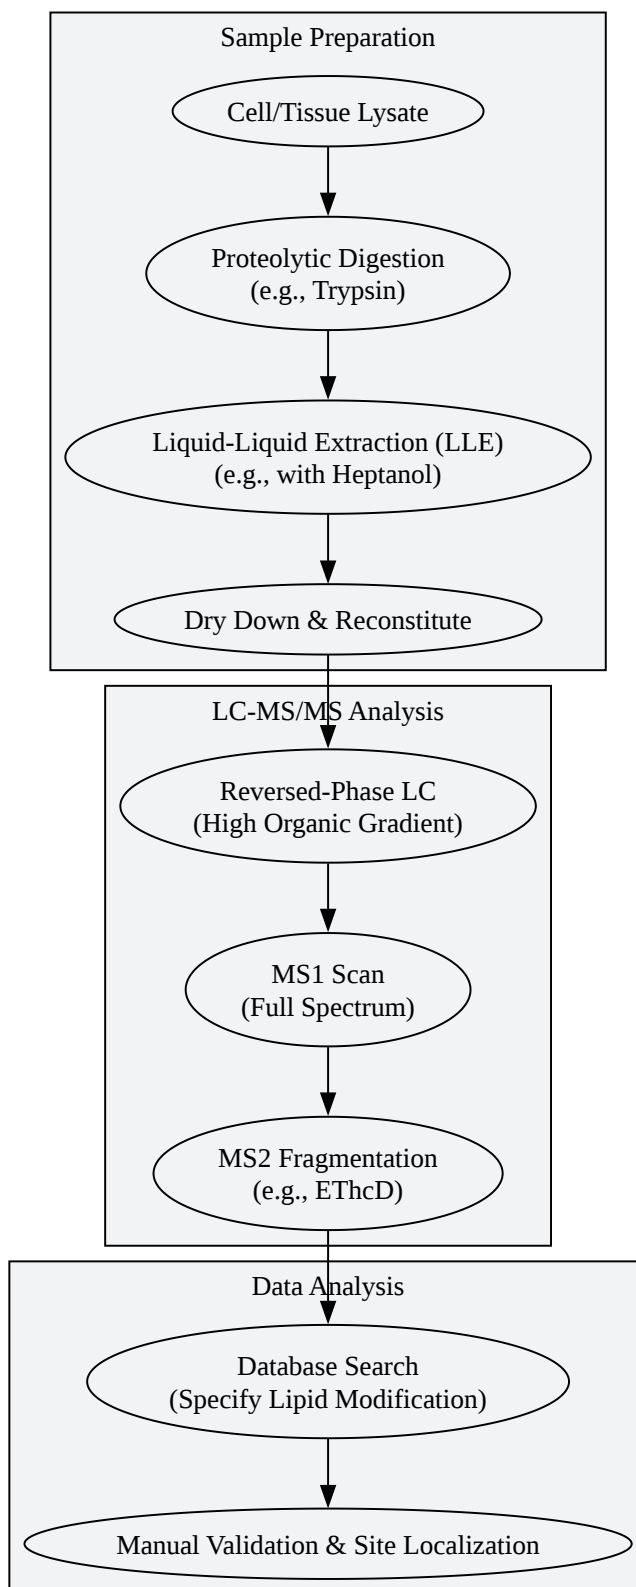 Sample Preparation
Cell/Tissue Lysate
Proteolytic Digestion
(e.g., Trypsin)
Liquid-Liquid Extraction (LLE)
(e.g., with Heptanol)
Dry Down & Reconstitute
LC-MS/MS Analysis
Reversed-Phase LC
(High Organic Gradient)
MS1 Scan
(Full Spectrum)
MS2 Fragmentation
(e.g., EThcD)
Data Analysis
Database Search
(Specify Lipid Modification)
Manual Validation & Site Localization